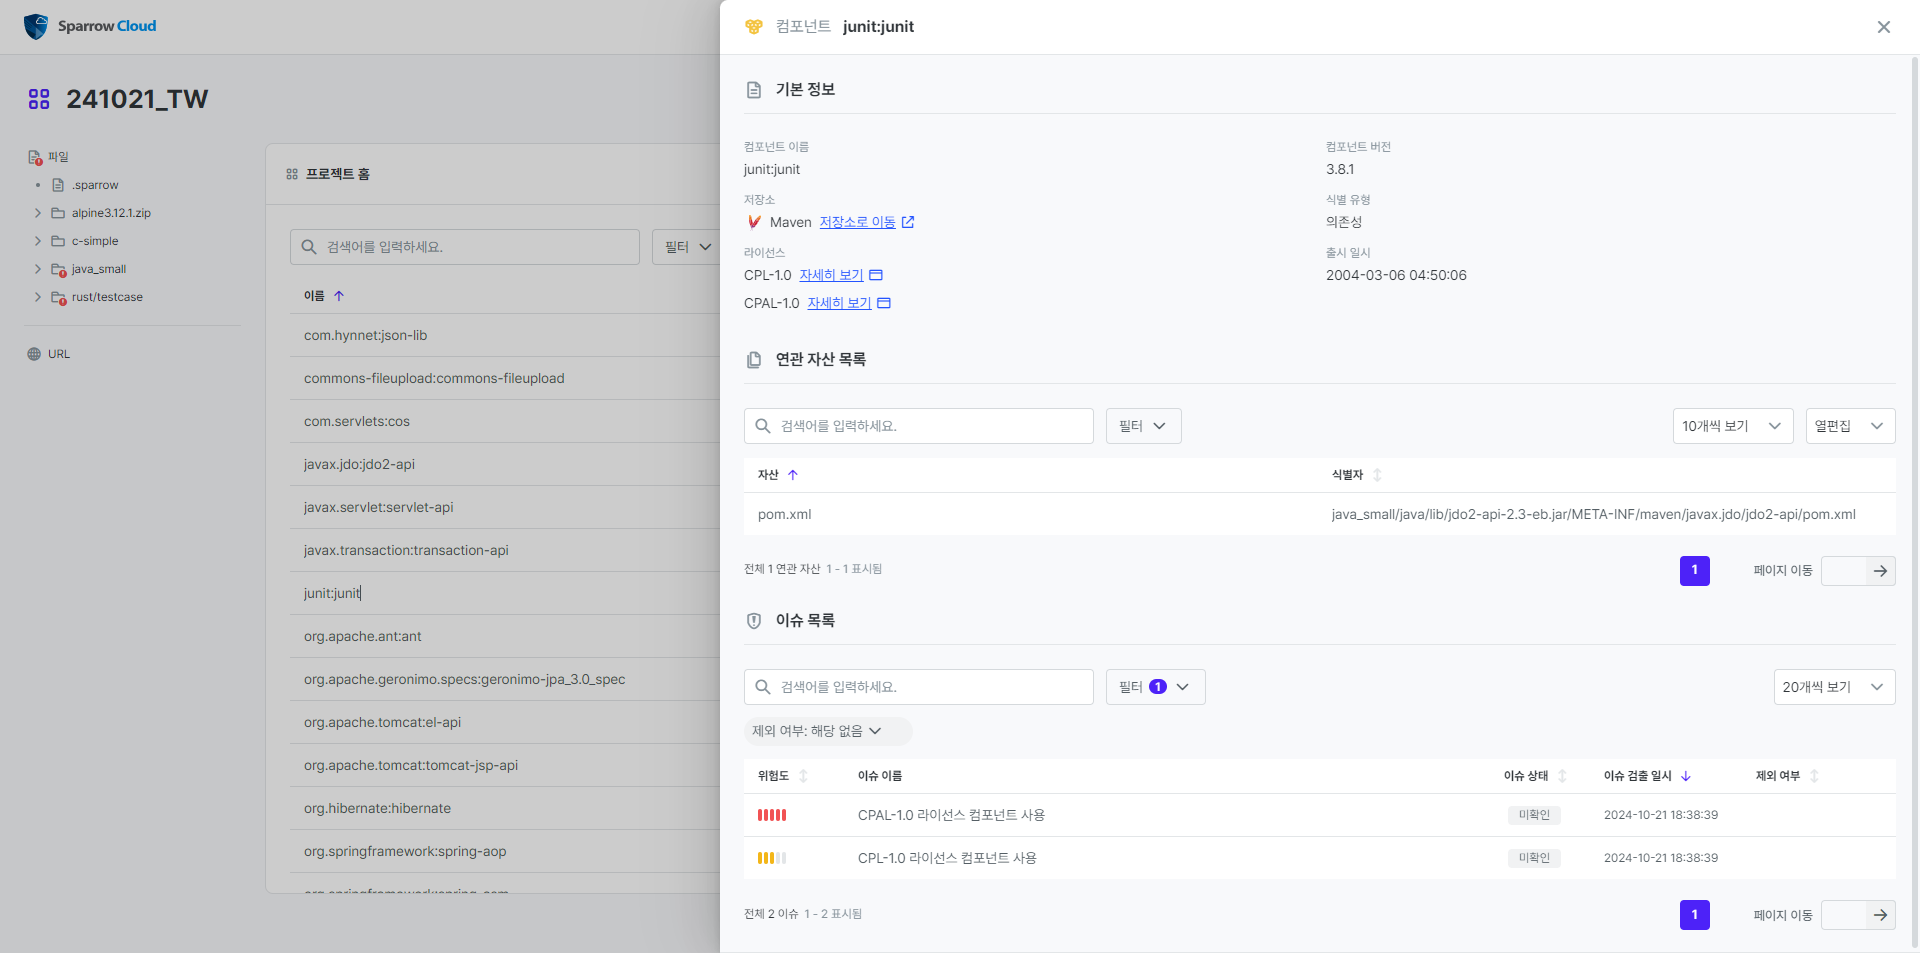 Sparrow Cloud
241021_TW
파일
.sparrow
alpine3.12.1.zip
c-simple
java_small
rust/testcase
URL
프로젝트 홈
검색어를 입력하세요.
필터
이름
com.hynnet:json-lib
commons-fileupload:commons-fileupload
com.servlets:cos
javax.jdo:jdo2-api
javax.servlet:servlet-api
javax.transaction:transaction-api
junit:junit
org.apache.ant:ant
org.apache.geronimo.specs:geronimo-jpa_3.0_spec
org.apache.tomcat:el-api
org.apache.tomcat:tomcat-jsp-api
org.hibernate:hibernate
org.springframework:spring-aop
컴포넌트 junit:junit
기본 정보
컴포넌트 이름
junit:junit
컴포넌트 버전
3.8.1
저장소
Maven 저장소로 이동
식별 유형
의존성
라이선스
CPL-1.0 자세히 보기
CPAL-1.0 자세히 보기
출시 일시
2004-03-06 04:50:06
연관 자산 목록
검색어를 입력하세요. 필터 10개씩 보기 열편집
자산 식별자
pom.xml java_small/java/lib/jdo2-api-2.3-eb.jar/META-INF/maven/javax.jdo/jdo2-api/pom.xml
전체 1 연관 자산 1 - 1 표시됨 1 페이지 이동
이슈 목록
검색어를 입력하세요. 필터 1 20개씩 보기
제외 여부: 해당 없음
위험도 이슈 이름 이슈 상태 이슈 검출 일시 제외 여부
CPAL-1.0 라이선스 컴포넌트 사용 미확인 2024-10-21 18:38:39
CPL-1.0 라이선스 컴포넌트 사용 미확인 2024-10-21 18:38:39
전체 2 이슈 1 - 2 표시됨 1 페이지 이동